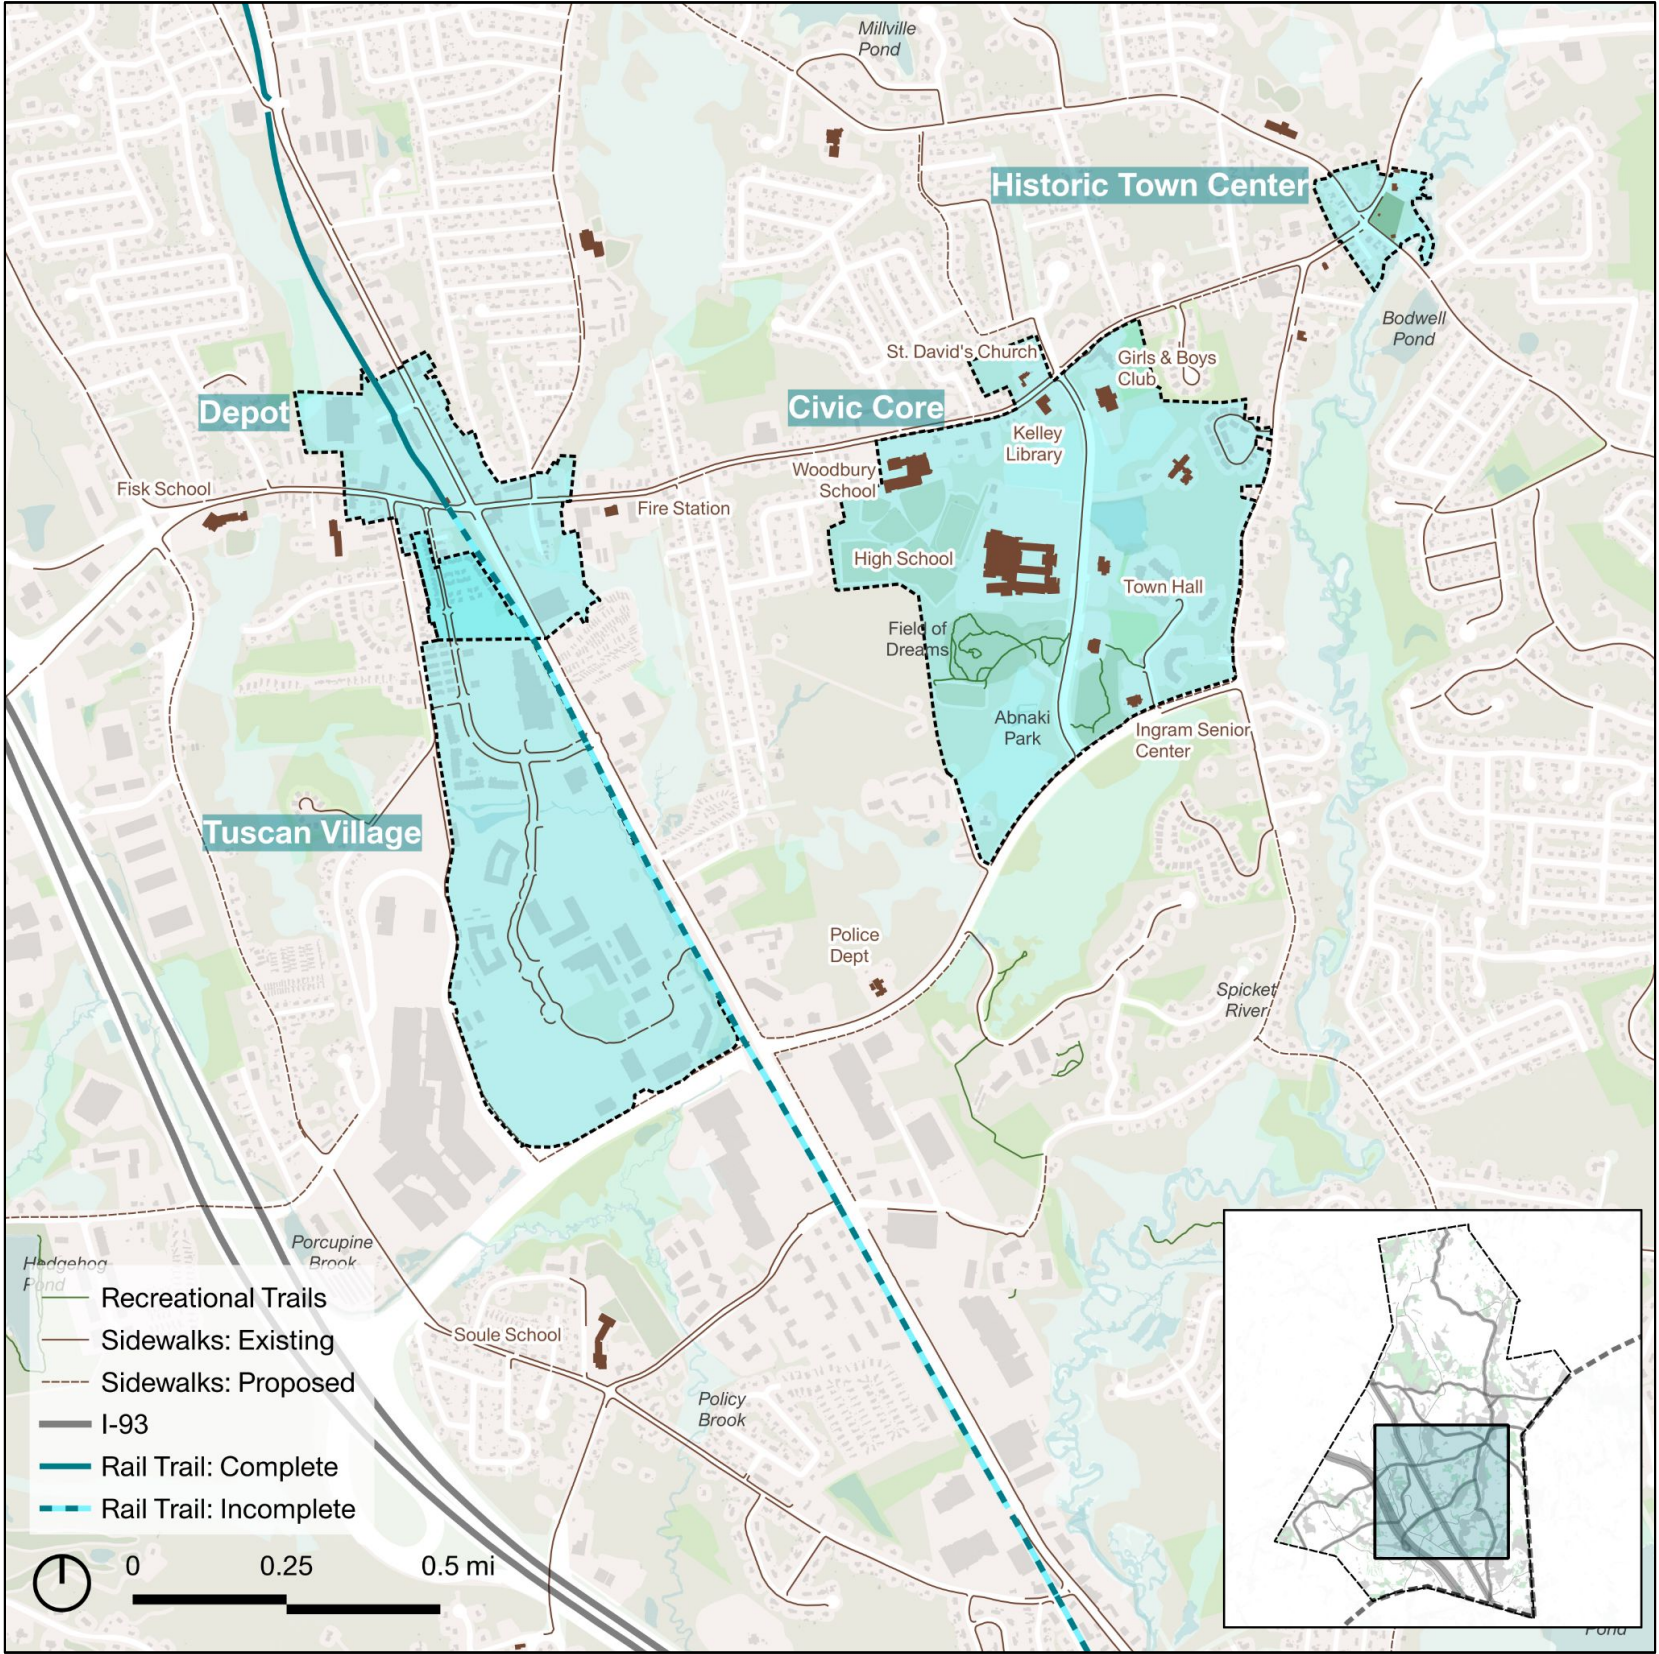 Millville
Pond
Historic Town Center
Bodwell
Pond
St. David's Church
Girls & Boys
Club
Depot
Civic Core
Kelley
Library
Woodbury
School
Fisk School
Fire Station
High School
Town Hall
Field of
Dreams
Abnaki
Park
Ingram Senior
Center
Tuscan Village
Police
Dept
Spicket
River
Porcupine
Brook
Hedgehog
Pond
Soule School
Policy
Brook
Recreational Trails
Sidewalks: Existing
Sidewalks: Proposed
I-93
Rail Trail: Complete
Rail Trail: Incomplete
0 0.25 0.5 mi
Pond